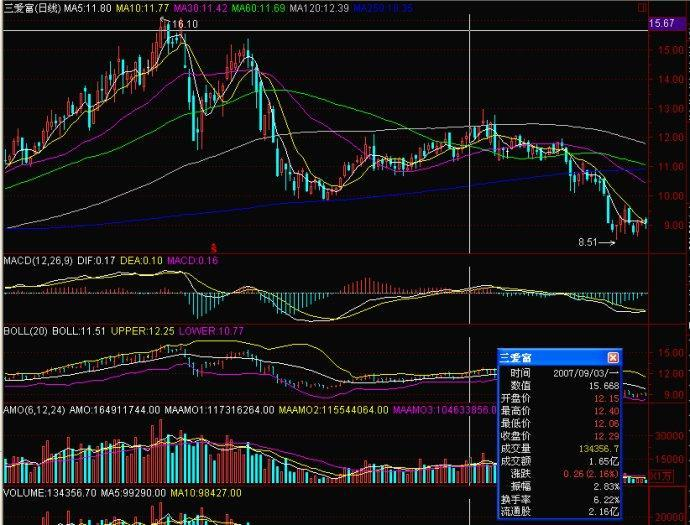 三爱富(日线) MA5:11.80 MA10:11.77 MA30:11.42 MA60:11.69 MA120:12.39 MA250:10.35
16.10
15.67
15.00
14.00
13.00
12.00
11.00
10.00
9.00
8.51
MACD(12,26,9) DIF:0.17 DEA:0.10 MACD:0.16
BOLL(20) BOLL:11.51 UPPER:12.25 LOWER:10.77
15.00
12.00
9.00
AMO(6,12,24) AMO:164911744.00 MAAMO1:117316264.00 MAAMO2:115544064.00 MAAMO3:104633856.0
30000
15000
X1万
三爱富
时间 2007/09/03/一
数值 15.668
开盘价 12.15
最高价 12.40
最低价 12.06
收盘价 12.29
成交量 134356.7
成交额 1.65亿
涨跌 0.26(2.16%)
振幅 2.83%
换手率 6.22%
流通股 2.16亿
VOLUME:134356.70 MA5:99290.00 MA10:98427.00
20000